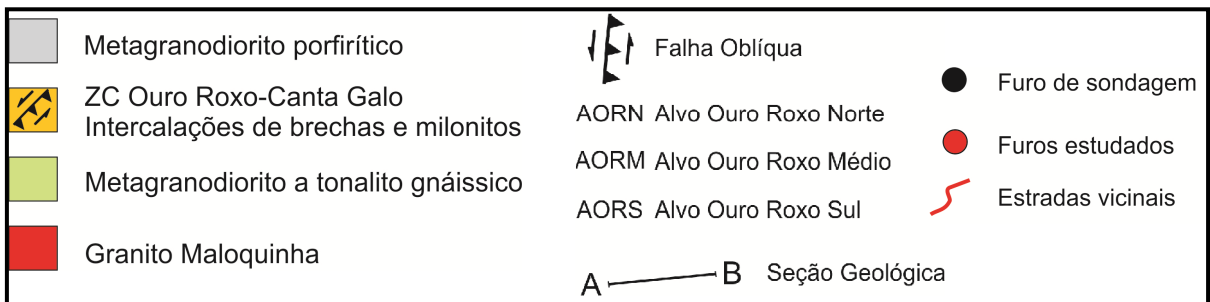 Metagranodiorito porfirítico
ZC Ouro Roxo-Canta Galo
Intercalações de brechas e milonitos
Metagranodiorito a tonalito gnáissico
Granito Maloquinha
Falha Oblíqua
AORN Alvo Ouro Roxo Norte
AORM Alvo Ouro Roxo Médio
AORS Alvo Ouro Roxo Sul
A B Seção Geológica
Furo de sondagem
Furos estudados
Estradas vicinais